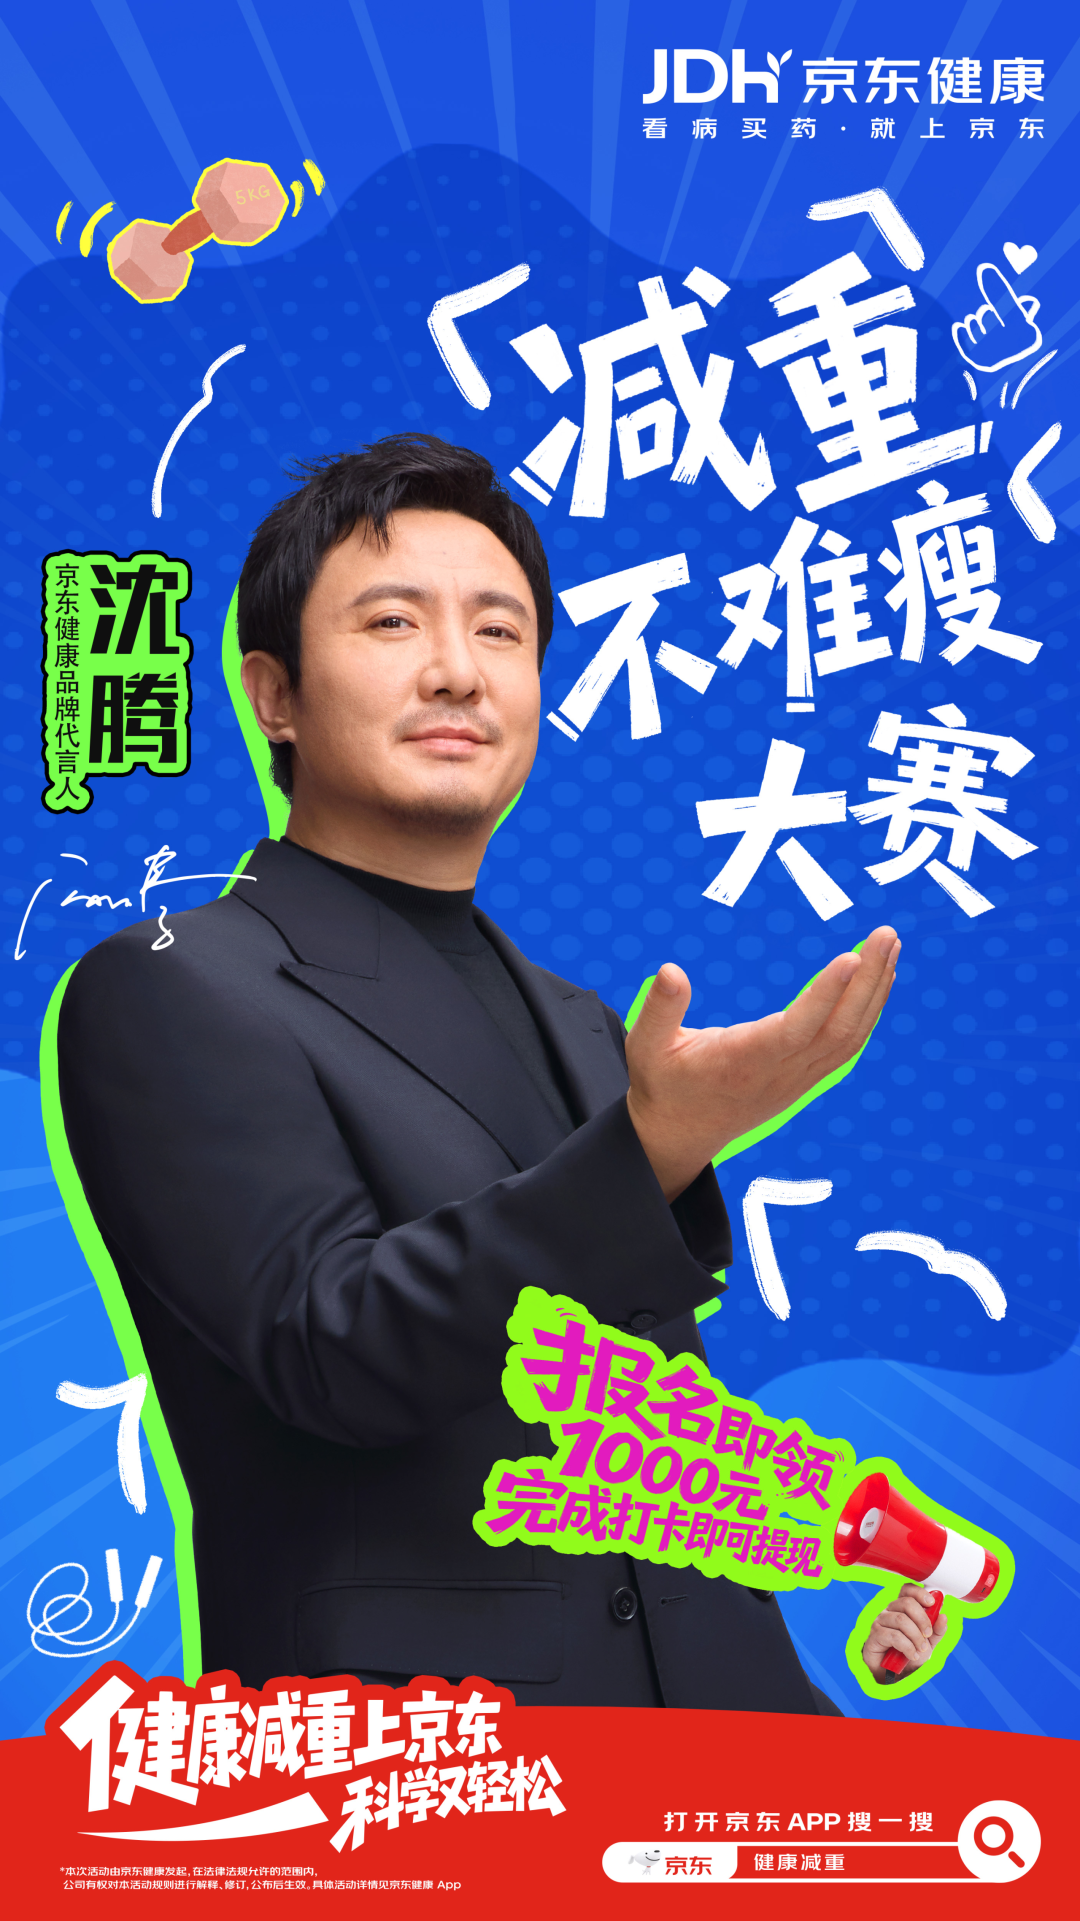 JDH 京东健康
看病买药·就上京东
5KG
「减重」
不难瘦
大赛
沈腾
京东健康品牌代言人
报名即领
1000元
完成打卡即可提现
健康减重上京东
科学又轻松
打开京东APP搜一搜
京东 健康减重
*本次活动由京东健康发起,在法律法规允许的范围内,
公司有权对本活动规则进行解释、修订,公布后生效。具体活动详情见京东健康 App